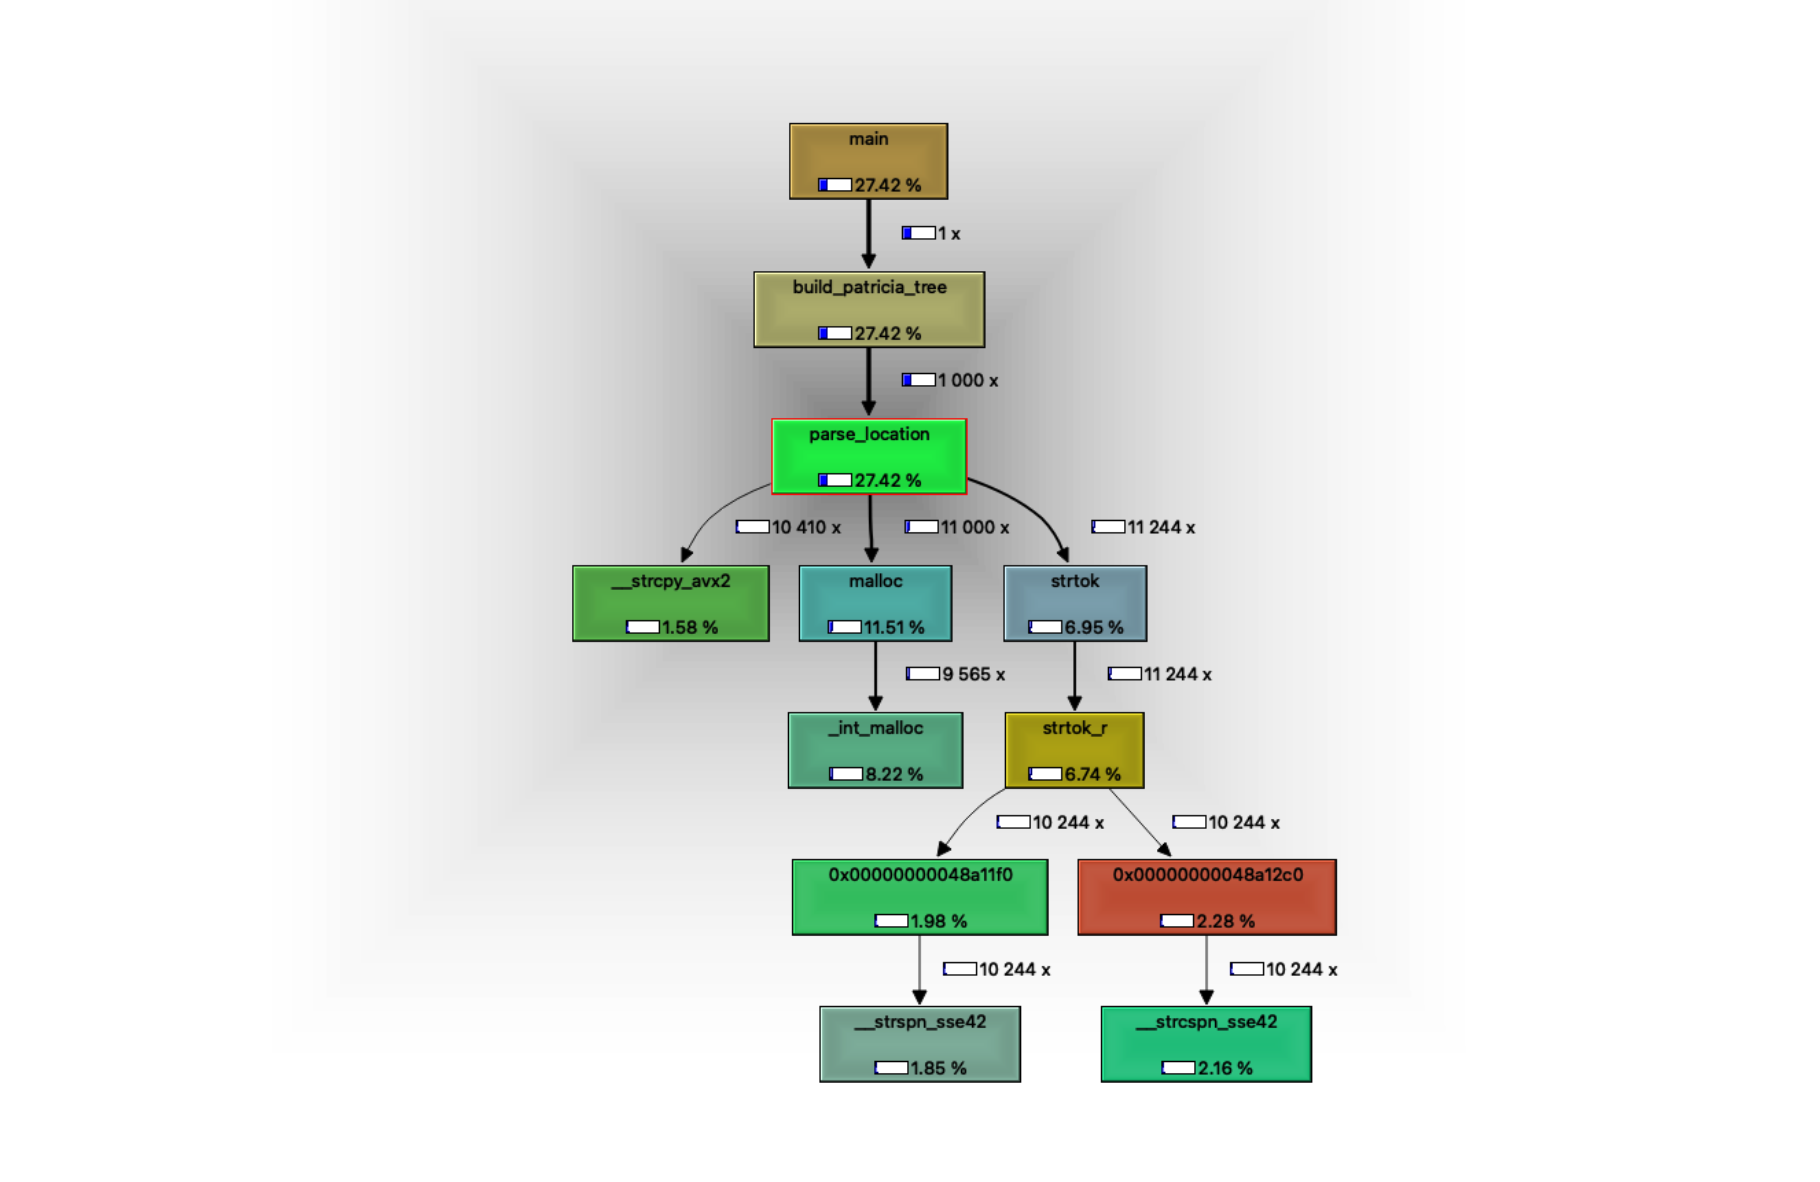 main
27.42 %
1 x
build_patricia_tree
27.42 %
1 000 x
parse_location
27.42 %
10 410 x
11 000 x
11 244 x
__strcpy_avx2
malloc
strtok
1.58 %
11.51 %
6.95 %
9 565 x
11 244 x
_int_malloc
strtok_r
8.22 %
6.74 %
10 244 x
10 244 x
0x00000000048a11f0
0x00000000048a12c0
1.98 %
2.28 %
10 244 x
10 244 x
__strspn_sse42
__strcspn_sse42
1.85 %
2.16 %